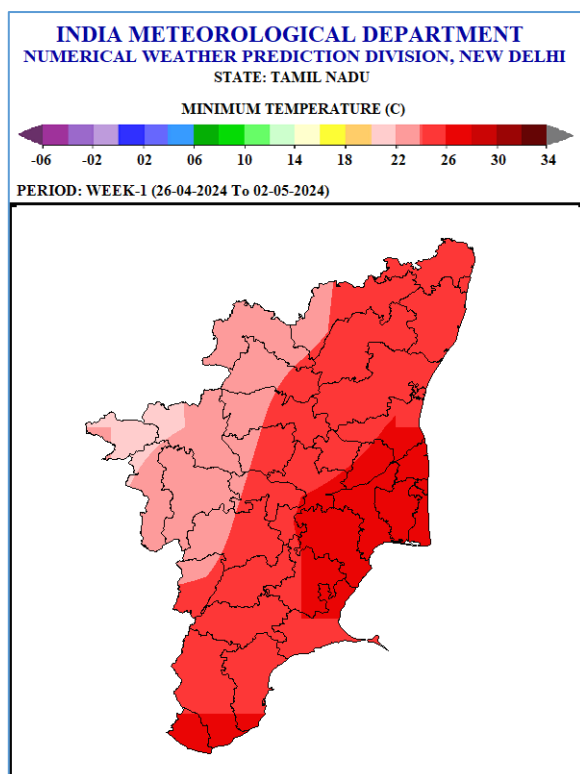 INDIA METEOROLOGICAL DEPARTMENT
NUMERICAL WEATHER PREDICTION DIVISION, NEW DELHI
STATE: TAMIL NADU
MINIMUM TEMPERATURE (C)
-06 -02 02 06 10 14 18 22 26 30 34
PERIOD: WEEK-1 (26-04-2024 To 02-05-2024)